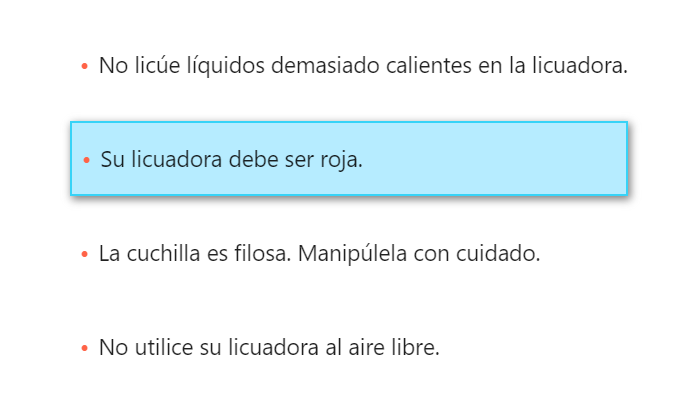 • No licúe líquidos demasiado calientes en la licuadora.
• Su licuadora debe ser roja.
• La cuchilla es filosa. Manipúlela con cuidado.
• No utilice su licuadora al aire libre.